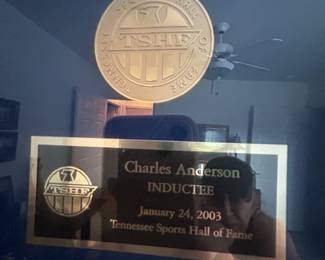 TSHF
TSHF
Charles Anderson
INDUCTEE
January 24, 2003
Tennessee Sports Hall of Fame